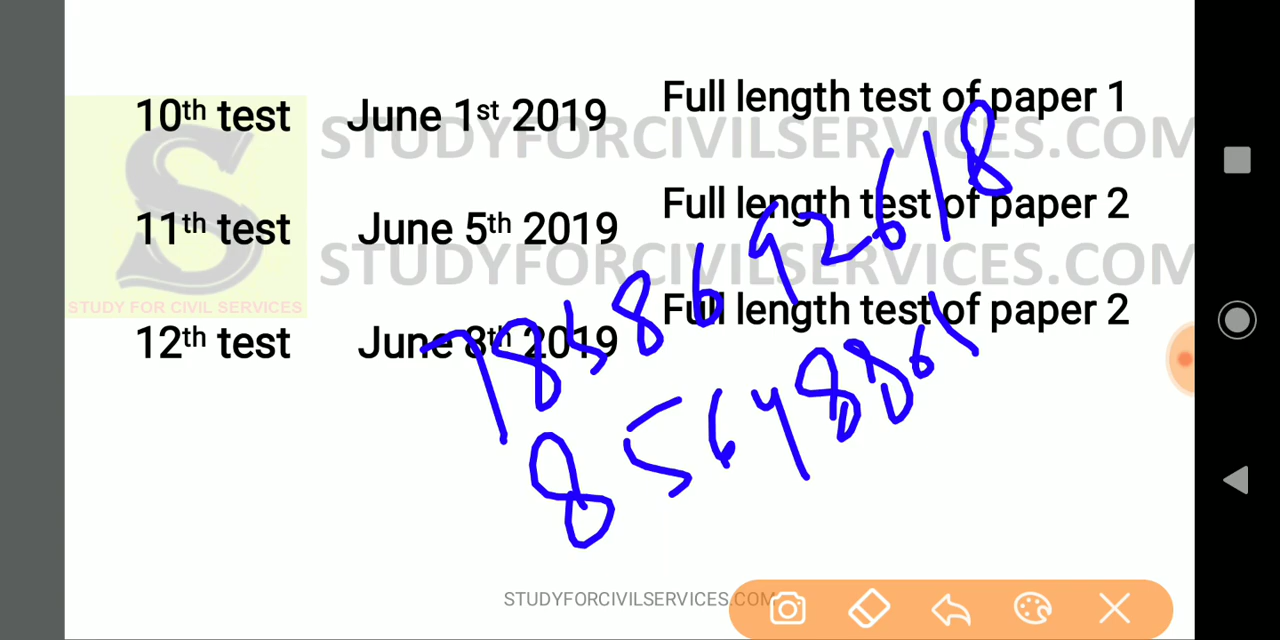 10th test June 1st 2019 Full length test of paper 1
STUDYFORCIVILSERVICES.COM
11th test June 5th 2019 Full length test of paper 2
STUDYFORCIVILSERVICES.COM
S
STUDY FOR CIVIL SERVICES
12th test June 8th 2019 Full length test of paper 2
STUDYFORCIVILSERVICES.COM